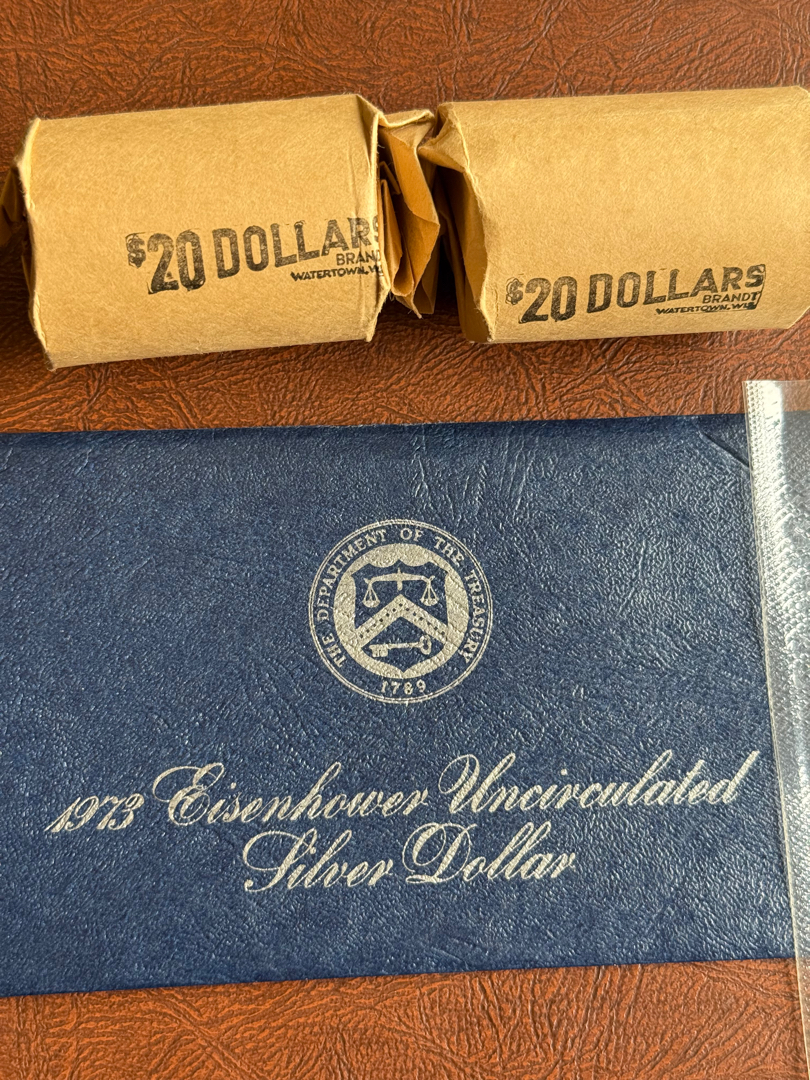 $20 DOLLARS
BRANDT
WATERTOWN, WIS
$20 DOLLARS
BRANDT
WATERTOWN, WIS
THE DEPARTMENT OF THE TREASURY
1789
1973 Eisenhower Uncirculated
Silver Dollar